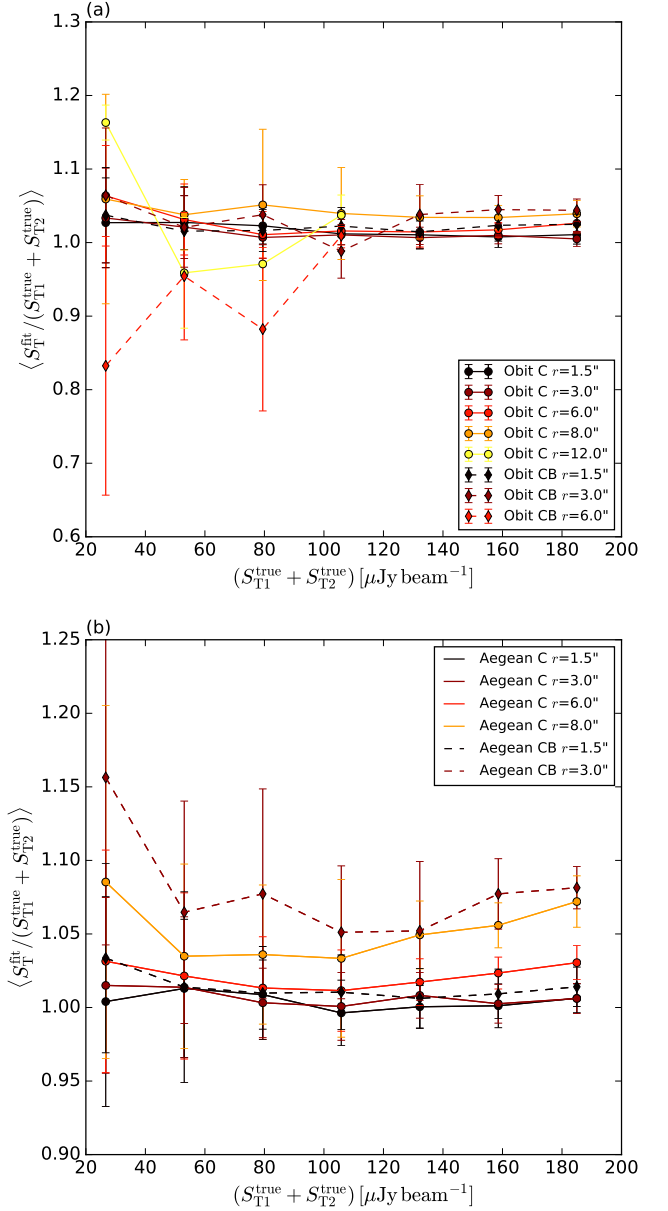 (a)
1.3
1.2
1.1
1.0
0.9
0.8
0.7
0.6
⟨S_T^fit/(S_T1^true + S_T2^true)⟩
Obit C r=1.5"
Obit C r=3.0"
Obit C r=6.0"
Obit C r=8.0"
Obit C r=12.0"
Obit CB r=1.5"
Obit CB r=3.0"
Obit CB r=6.0"
20 40 60 80 100 120 140 160 180 200
(S_T1^true + S_T2^true) [μJy beam⁻¹]
(b)
1.25
1.20
1.15
1.10
1.05
1.00
0.95
0.90
⟨S_T^fit/(S_T1^true + S_T2^true)⟩
Aegean C r=1.5"
Aegean C r=3.0"
Aegean C r=6.0"
Aegean C r=8.0"
Aegean CB r=1.5"
Aegean CB r=3.0"
20 40 60 80 100 120 140 160 180 200
(S_T1^true + S_T2^true) [μJy beam⁻¹]